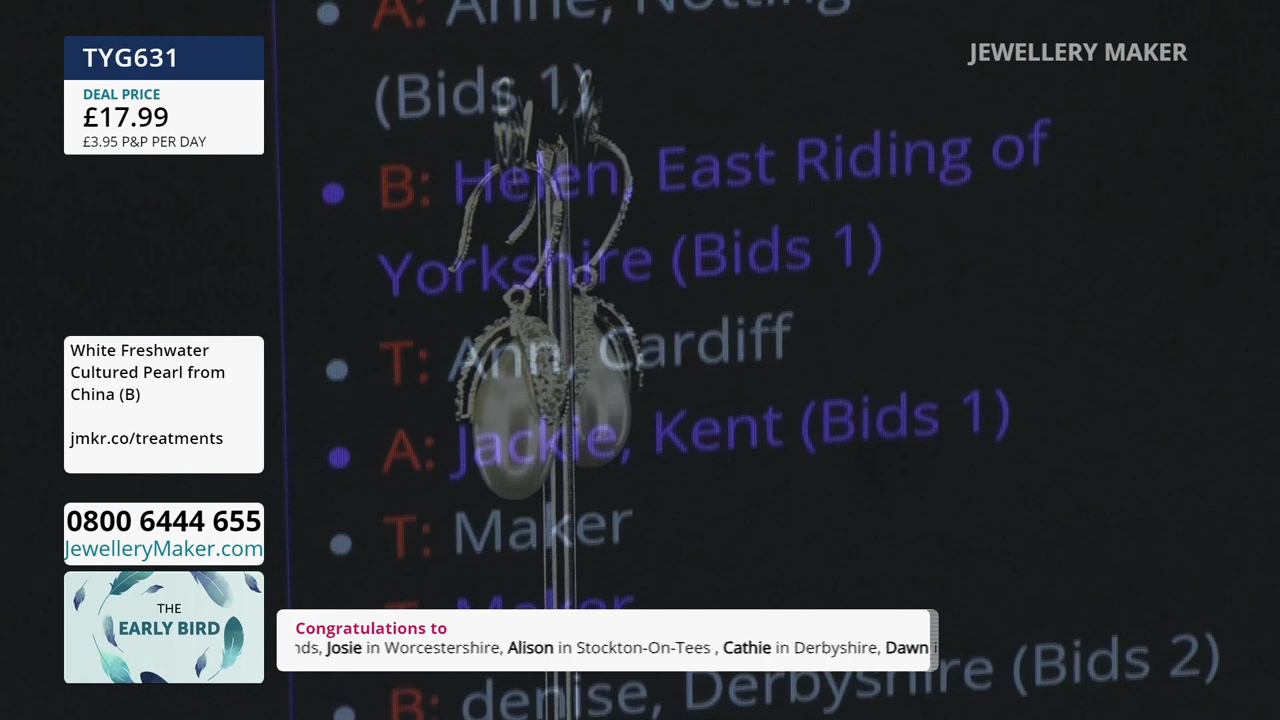 TYG631
DEAL PRICE
£17.99
£3.95 P&P PER DAY
JEWELLERY MAKER
A: Anne,
(Bids 1)
B: Helen, East Riding of
Yorkshire (Bids 1)
T: Ann, Cardiff
A: Jackie, Kent (Bids 1)
T: Maker
T: Maker
B: denise, Derbyshire (Bids 2)
White Freshwater
Cultured Pearl from
China (B)
jmkr.co/treatments
0800 6444 655
JewelleryMaker.com
THE
EARLY BIRD
Congratulations to
Josie in Worcestershire, Alison in Stockton-On-Tees , Cathie in Derbyshire, Dawn